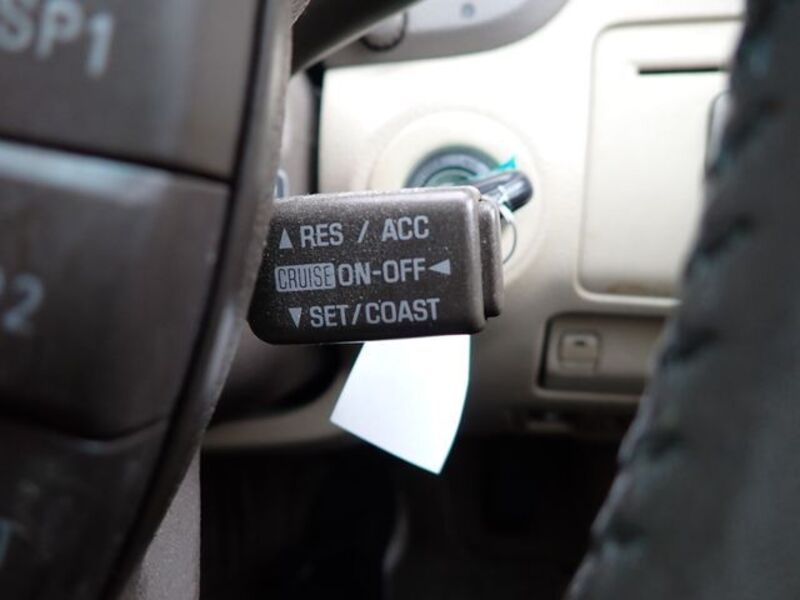 SP1
▲ RES / ACC
CRUISE ON-OFF ◀
▼ SET/COAST